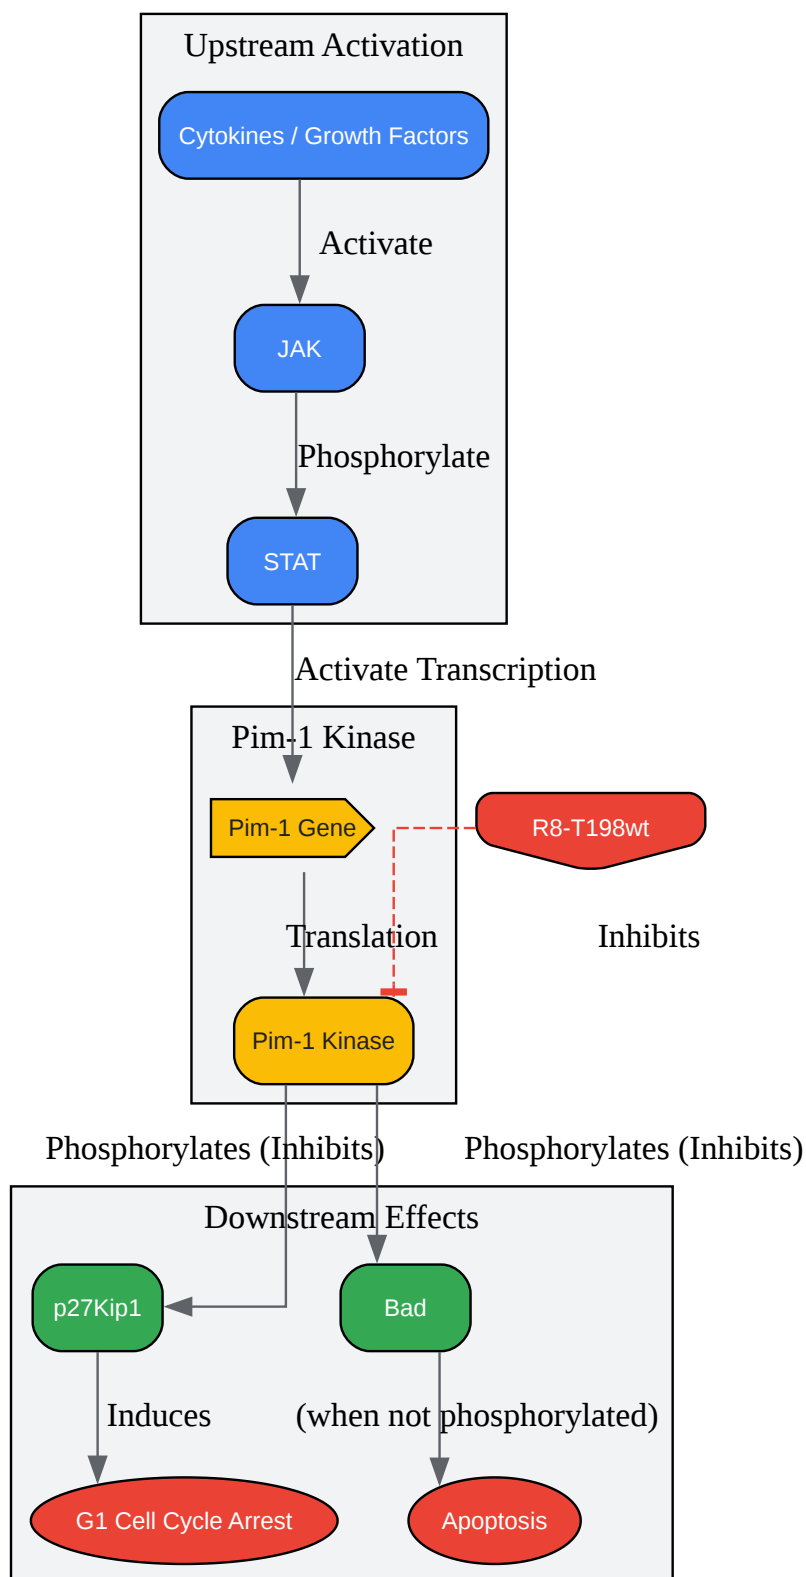 Upstream Activation
Cytokines / Growth Factors
Activate
JAK
Phosphorylate
STAT
Activate Transcription
Pim-1 Kinase
Pim-1 Gene
R8-T198wt
Translation
Inhibits
Pim-1 Kinase
Phosphorylates (Inhibits)
Phosphorylates (Inhibits)
Downstream Effects
p27Kip1
Bad
Induces
(when not phosphorylated)
G1 Cell Cycle Arrest
Apoptosis